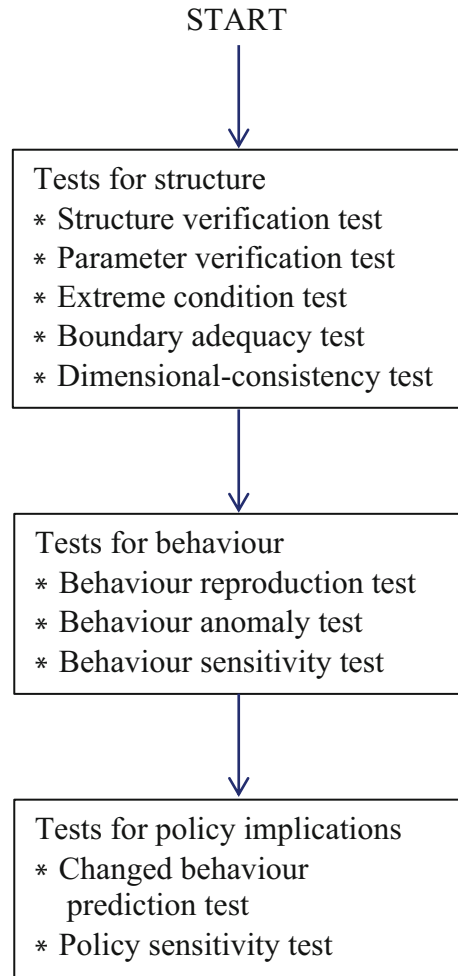 START
Tests for structure
* Structure verification test
* Parameter verification test
* Extreme condition test
* Boundary adequacy test
* Dimensional-consistency test
Tests for behaviour
* Behaviour reproduction test
* Behaviour anomaly test
* Behaviour sensitivity test
Tests for policy implications
* Changed behaviour
prediction test
* Policy sensitivity test